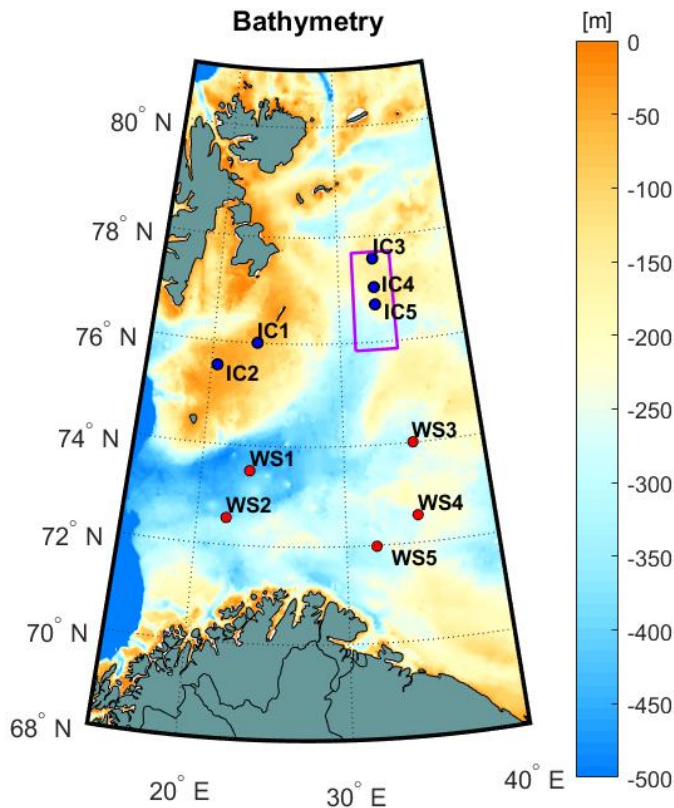 Bathymetry
[m]
80° N
78° N
76° N
74° N
72° N
70° N
68° N
20° E
30° E
40° E
IC3
IC4
IC5
IC1
IC2
WS3
WS1
WS4
WS2
WS5
0
-50
-100
-150
-200
-250
-300
-350
-400
-450
-500